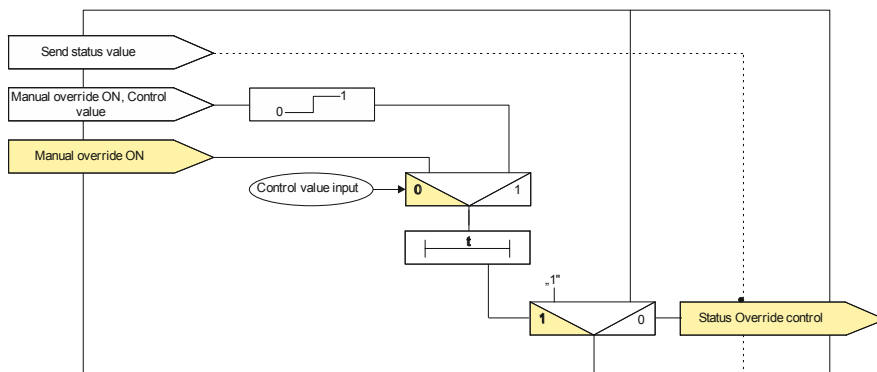 Send status value
Manual override ON, Control
value
0
1
Manual override ON
Control value input
0
1
t
„1"
1
0
Status Override control